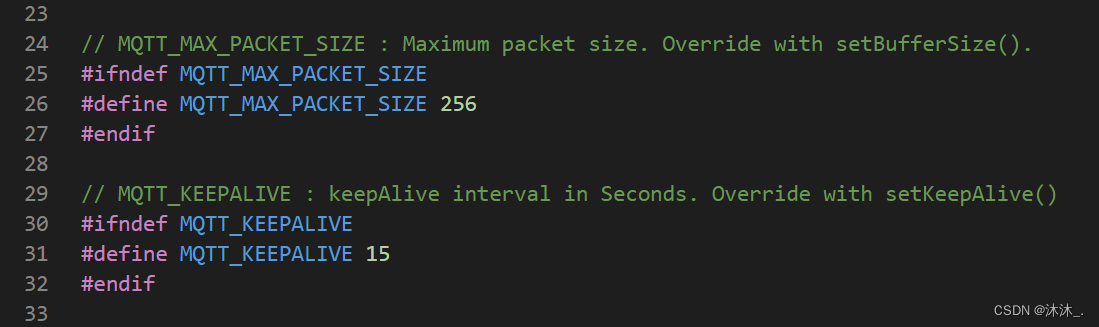 23
24 // MQTT_MAX_PACKET_SIZE : Maximum packet size. Override with setBufferSize().
25 #ifndef MQTT_MAX_PACKET_SIZE
26 #define MQTT_MAX_PACKET_SIZE 256
27 #endif
28
29 // MQTT_KEEPALIVE : keepAlive interval in Seconds. Override with setKeepAlive()
30 #ifndef MQTT_KEEPALIVE
31 #define MQTT_KEEPALIVE 15
32 #endif
33
CSDN @沐沐_.